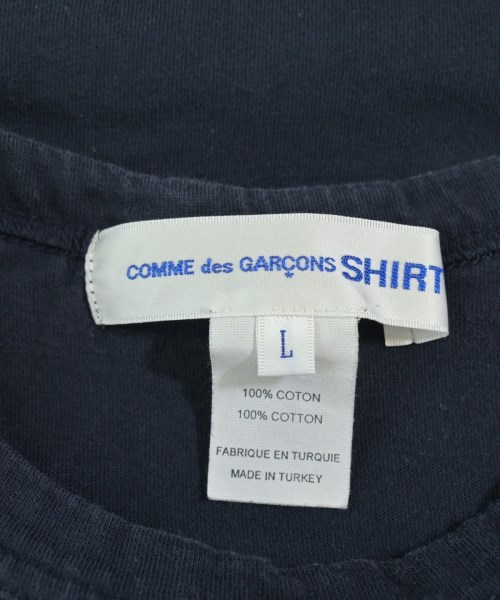 COMME des GARÇONS SHIRT
L
100% COTON
100% COTTON
FABRIQUE EN TURQUIE
MADE IN TURKEY